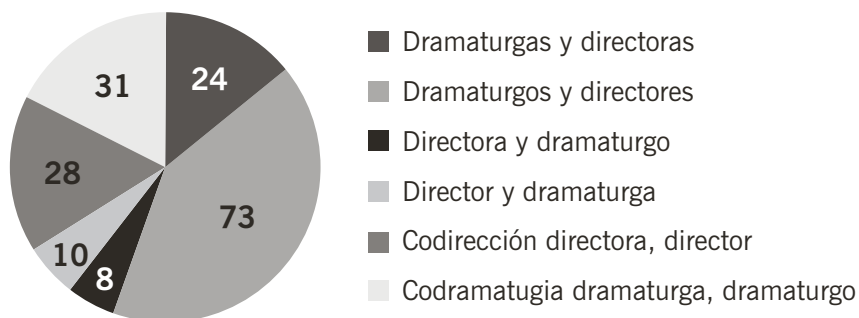 31
24
28
73
10
8
Dramaturgas y directoras
Dramaturgos y directores
Directora y dramaturgo
Director y dramaturga
Codirección directora, director
Codramatugia dramaturga, dramaturgo